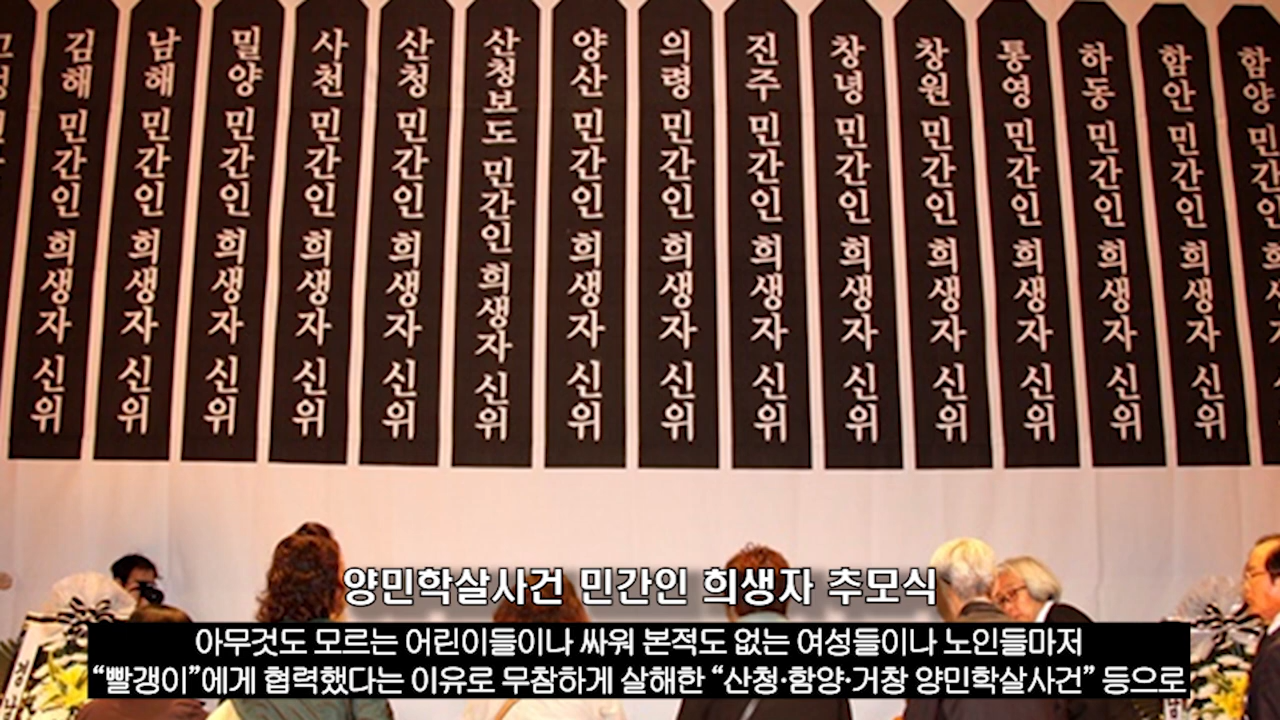 김해 민간인 희생자 신위
남해 민간인 희생자 신위
밀양 민간인 희생자 신위
사천 민간인 희생자 신위
산청 민간인 희생자 신위
산청보도 민간인 희생자 신위
양산 민간인 희생자 신위
의령 민간인 희생자 신위
진주 민간인 희생자 신위
창녕 민간인 희생자 신위
창원 민간인 희생자 신위
통영 민간인 희생자 신위
하동 민간인 희생자 신위
함안 민간인 희생자 신위
함양 민간인 희생자
양민학살사건 민간인 희생자 추모식
아무것도 모르는 어린이들이나 싸워 본적도 없는 여성들이나 노인들마저
“빨갱이”에게 협력했다는 이유로 무참하게 살해한 “산청·함양·거창 양민학살사건” 등으로